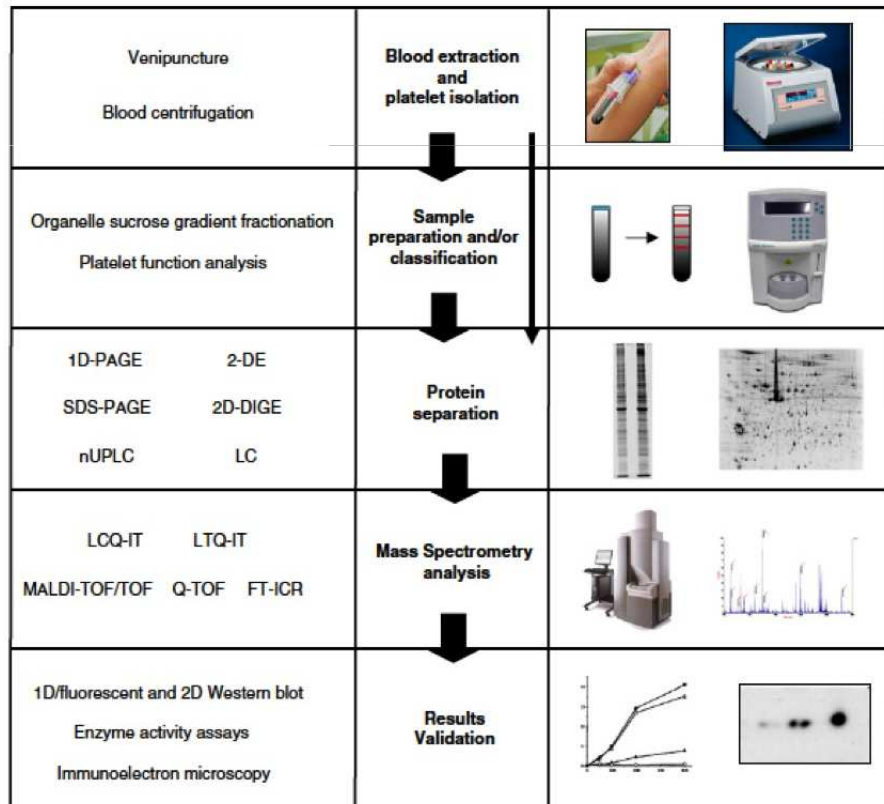 Venipuncture
Blood centrifugation
Blood extraction
and
platelet isolation
Organelle sucrose gradient fractionation
Platelet function analysis
Sample
preparation and/or
classification
1D-PAGE 2-DE
SDS-PAGE 2D-DIGE
nUPLC LC
Protein
separation
LCQ-IT LTQ-IT
MALDI-TOF/TOF Q-TOF FT-ICR
Mass Spectrometry
analysis
1D/fluorescent and 2D Western blot
Enzyme activity assays
Immunoelectron microscopy
Results
Validation